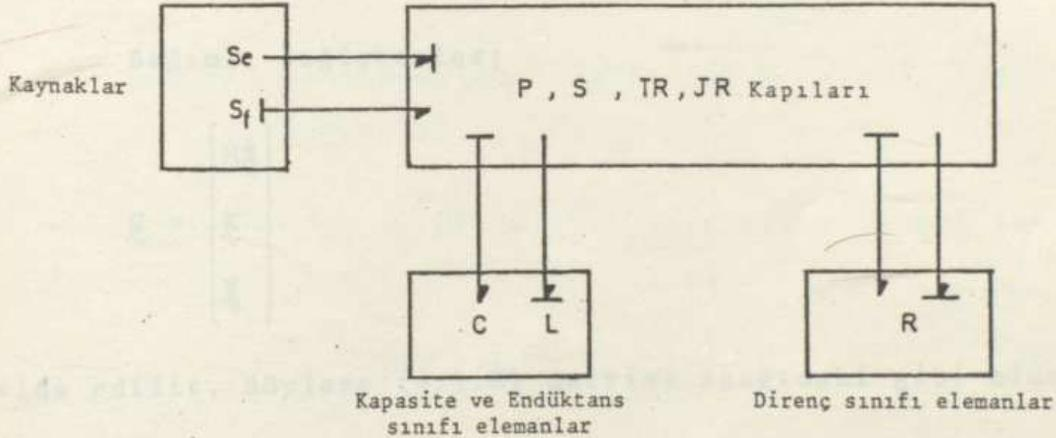 Se
Kaynaklar
Sf
P , S , TR, JR Kapıları
C L
R
Kapasite ve Endüktans
sınıfı elemanlar
Direnç sınıfı elemanlar